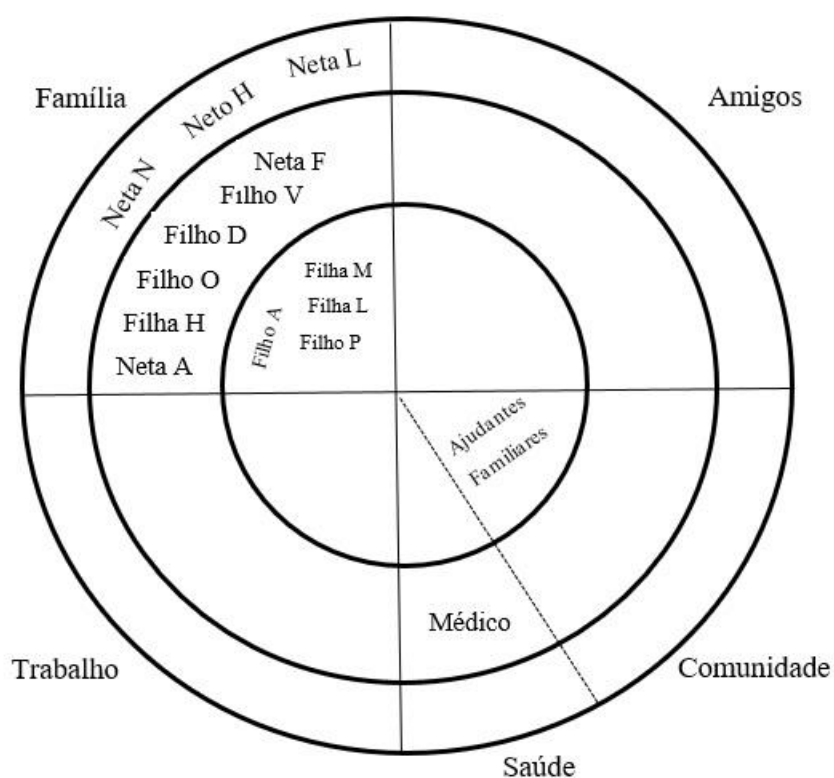 Família
Amigos
Neta L
Neto H
Neta N
Neta F
Filho V
Filho D
Filho O
Filha H
Neta A
Filha M
Filha L
Filho P
Filho A
Ajudantes
Familiares
Médico
Trabalho
Comunidade
Saúde